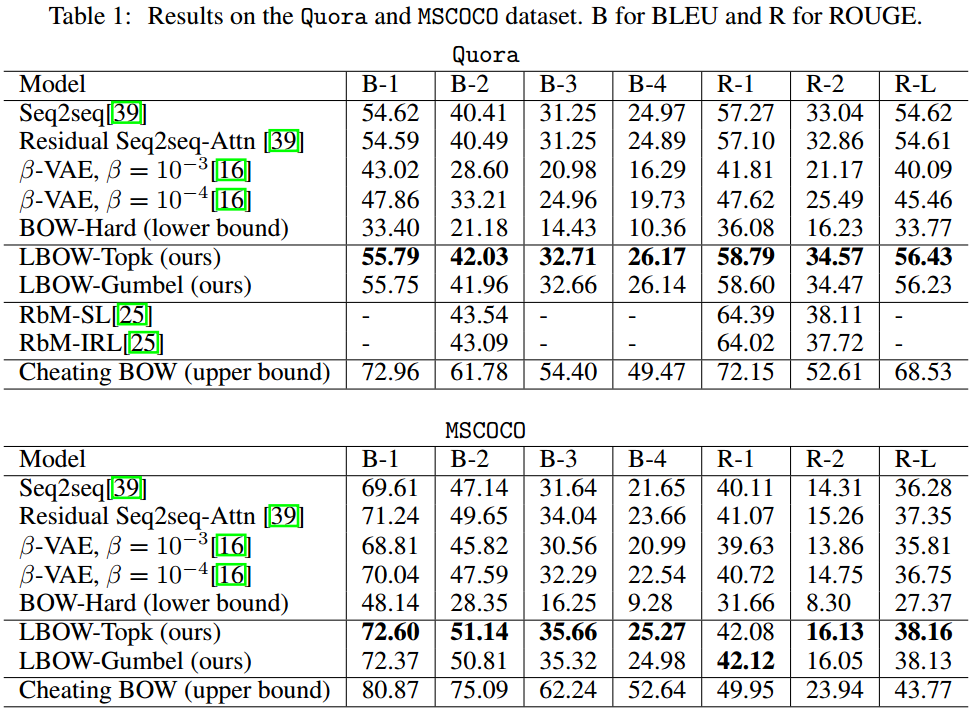 Table 1: Results on the Quora and MSCOCO dataset. B for BLEU and R for ROUGE.
Quora
Model B-1 B-2 B-3 B-4 R-1 R-2 R-L
Seq2seq[39] 54.62 40.41 31.25 24.97 57.27 33.04 54.62
Residual Seq2seq-Attn [39] 54.59 40.49 31.25 24.89 57.10 32.86 54.61
β-VAE, β = 10⁻³[16] 43.02 28.60 20.98 16.29 41.81 21.17 40.09
β-VAE, β = 10⁻⁴[16] 47.86 33.21 24.96 19.73 47.62 25.49 45.46
BOW-Hard (lower bound) 33.40 21.18 14.43 10.36 36.08 16.23 33.77
LBOW-Topk (ours) 55.79 42.03 32.71 26.17 58.79 34.57 56.43
LBOW-Gumbel (ours) 55.75 41.96 32.66 26.14 58.60 34.47 56.23
RbM-SL[25] - 43.54 - - 64.39 38.11 -
RbM-IRL[25] - 43.09 - - 64.02 37.72 -
Cheating BOW (upper bound) 72.96 61.78 54.40 49.47 72.15 52.61 68.53
MSCOCO
Model B-1 B-2 B-3 B-4 R-1 R-2 R-L
Seq2seq[39] 69.61 47.14 31.64 21.65 40.11 14.31 36.28
Residual Seq2seq-Attn [39] 71.24 49.65 34.04 23.66 41.07 15.26 37.35
β-VAE, β = 10⁻³[16] 68.81 45.82 30.56 20.99 39.63 13.86 35.81
β-VAE, β = 10⁻⁴[16] 70.04 47.59 32.29 22.54 40.72 14.75 36.75
BOW-Hard (lower bound) 48.14 28.35 16.25 9.28 31.66 8.30 27.37
LBOW-Topk (ours) 72.60 51.14 35.66 25.27 42.08 16.13 38.16
LBOW-Gumbel (ours) 72.37 50.81 35.32 24.98 42.12 16.05 38.13
Cheating BOW (upper bound) 80.87 75.09 62.24 52.64 49.95 23.94 43.77